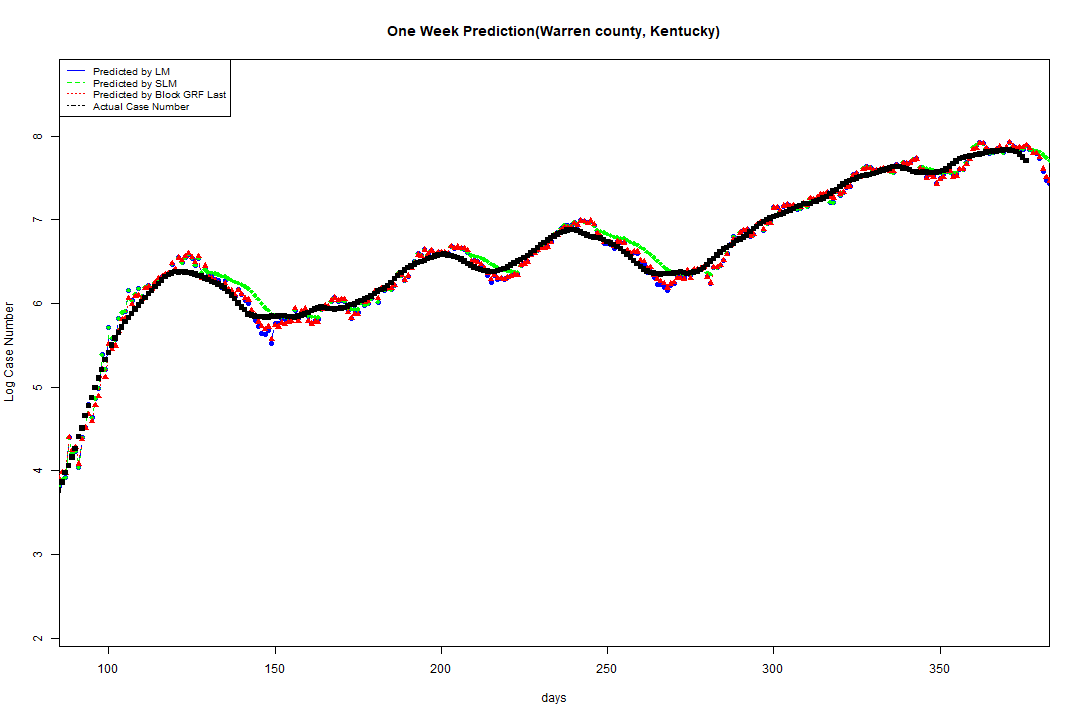 One Week Prediction(Warren county, Kentucky)
Predicted by LM
Predicted by SLM
Predicted by Block GRF Last
Actual Case Number
8
7
6
5
4
3
2
Log Case Number
100 150 200 250 300 350
days